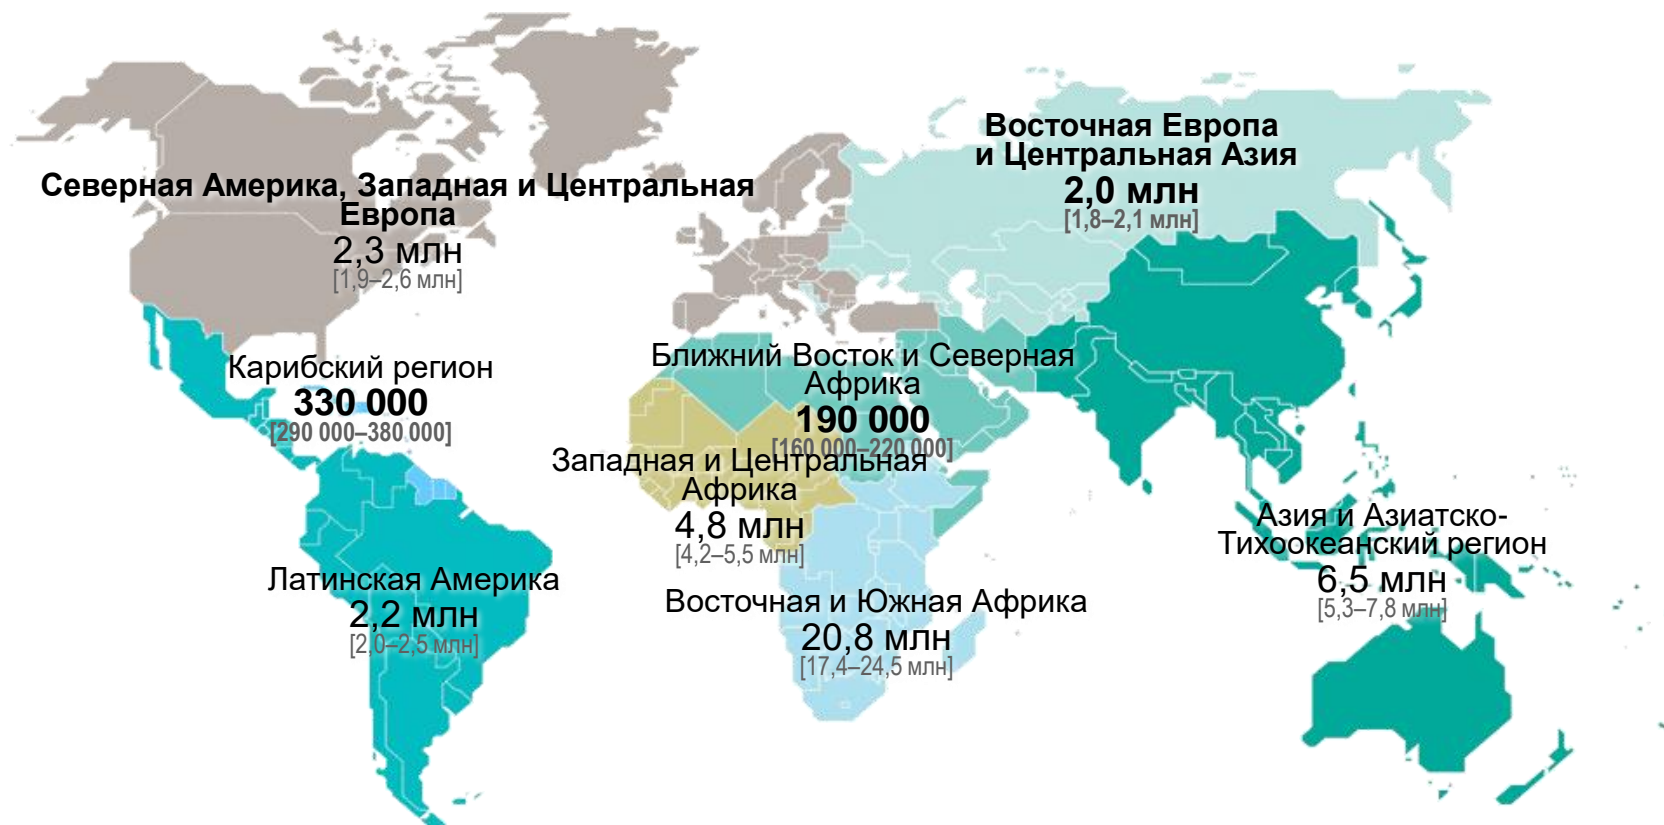 Восточная Европа
и Центральная Азия
2,0 млн
[1,8–2,1 млн]
Северная Америка, Западная и Центральная
Европа
2,3 млн
[1,9–2,6 млн]
Карибский регион
330 000
[290 000–380 000]
Ближний Восток и Северная
Африка
190 000
[160 000–220 000]
Западная и Центральная
Африка
4,8 млн
[4,2–5,5 млн]
Азия и Азиатско-
Тихоокеанский регион
6,5 млн
[5,3–7,8 млн]
Латинская Америка
2,2 млн
[2,0–2,5 млн]
Восточная и Южная Африка
20,8 млн
[17,4–24,5 млн]